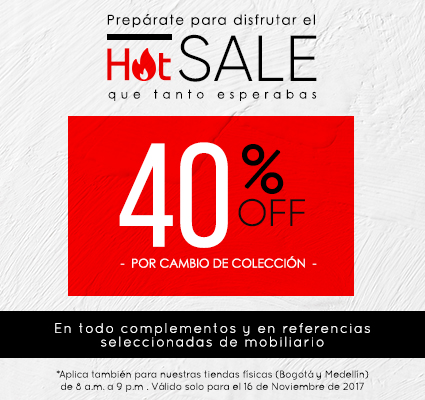 Prepárate para disfrutar el
Hot SALE
que tanto esperabas
40% OFF
- POR CAMBIO DE COLECCIÓN -
En todo complementos y en referencias
seleccionadas de mobiliario
*Aplica también para nuestras tiendas físicas (Bogotá y Medellín)
de 8 a.m. a 9 p.m . Válido solo para el 16 de Noviembre de 2017